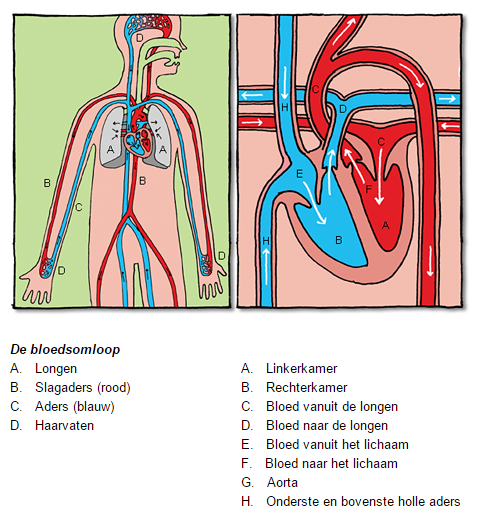 D
A
A
B
B
C
D
D
H
C
D
E
C
F
B
A
H
De bloedsomloop
A. Longen
B. Slagaders (rood)
C. Aders (blauw)
D. Haarvaten
A. Linkerkamer
B. Rechterkamer
C. Bloed vanuit de longen
D. Bloed naar de longen
E. Bloed vanuit het lichaam
F. Bloed naar het lichaam
G. Aorta
H. Onderste en bovenste holle aders